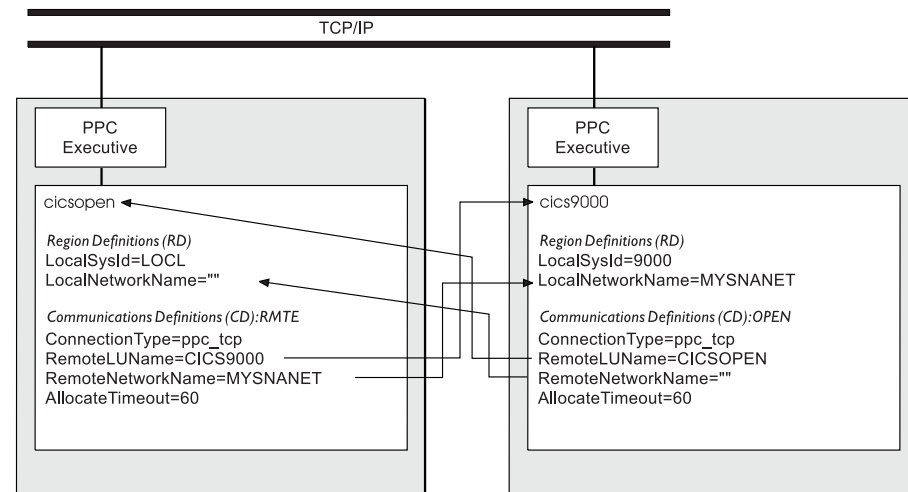 TCP/IP
PPC
Executive
cicsopen
Region Definitions (RD)
LocalSysId=LOCL
LocalNetworkName=""
Communications Definitions (CD):RMTE
ConnectionType=ppc_tcp
RemoteLUName=CICS9000
RemoteNetworkName=MYSNANET
AllocateTimeout=60
PPC
Executive
cics9000
Region Definitions (RD)
LocalSysId=9000
LocalNetworkName=MYSNANET
Communications Definitions (CD):OPEN
ConnectionType=ppc_tcp
RemoteLUName=CICSOPEN
RemoteNetworkName=""
AllocateTimeout=60